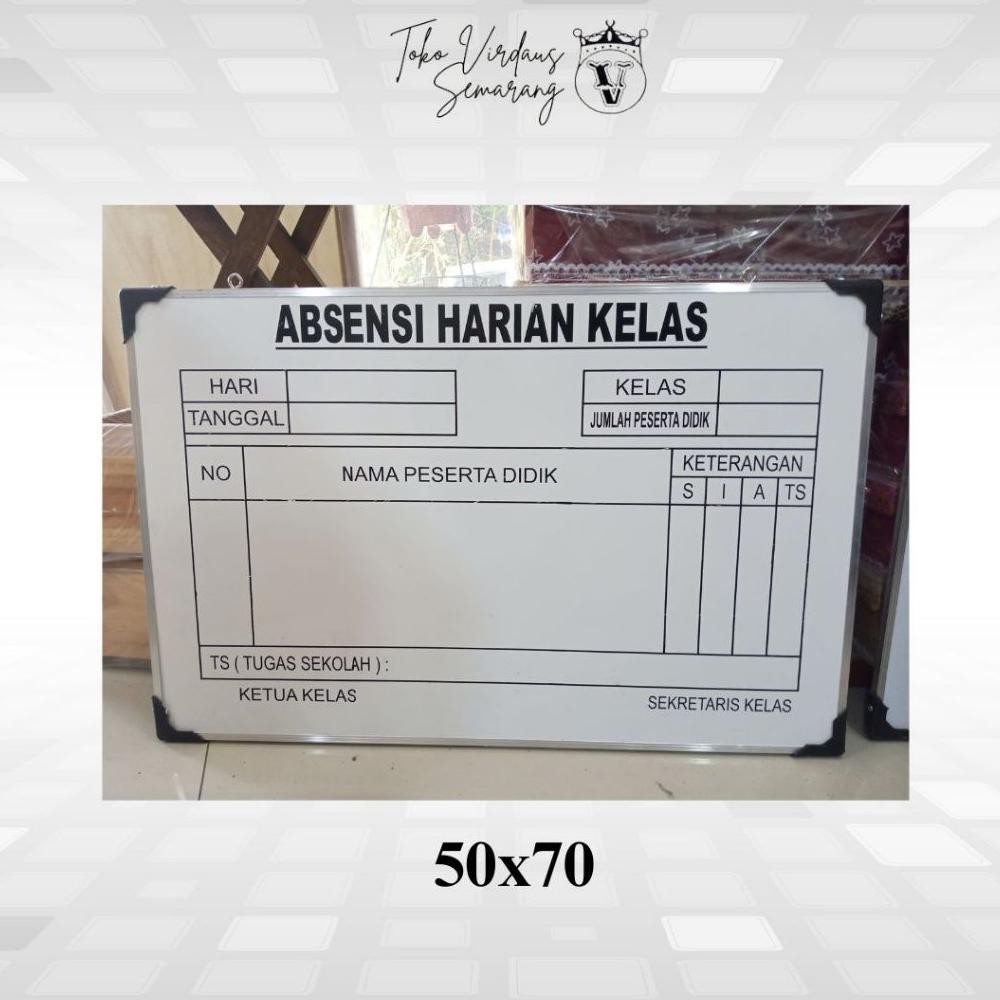 Toko Virdaus
Semarang
V
ABSENSI HARIAN KELAS
HARI
TANGGAL
KELAS
JUMLAH PESERTA DIDIK
NO
NAMA PESERTA DIDIK
KETERANGAN
S I A TS
TS ( TUGAS SEKOLAH ) :
KETUA KELAS
SEKRETARIS KELAS
50x70